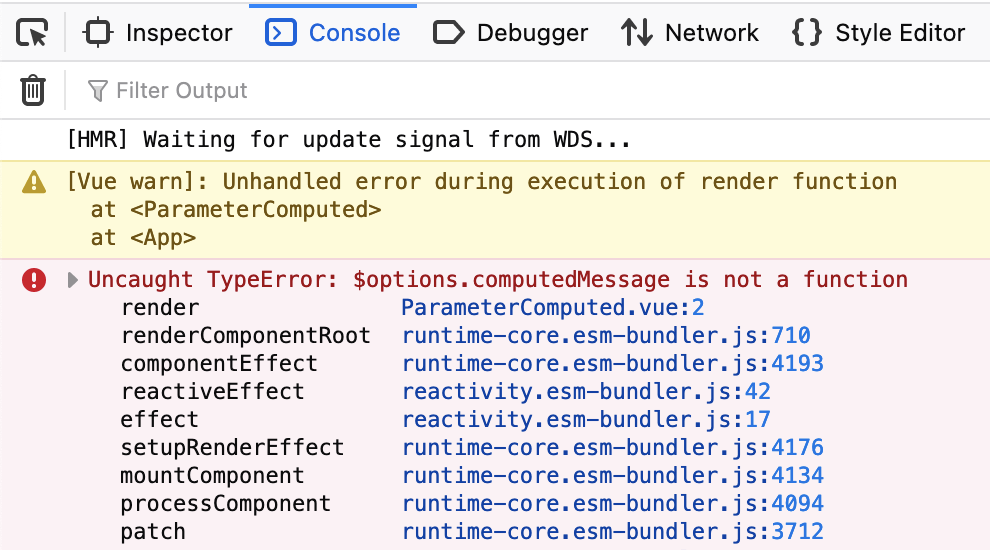 Inspector Console Debugger Network Style Editor
Filter Output
[HMR] Waiting for update signal from WDS...
[Vue warn]: Unhandled error during execution of render function
at <ParameterComputed>
at <App>
Uncaught TypeError: $options.computedMessage is not a function
render ParameterComputed.vue:2
renderComponentRoot runtime-core.esm-bundler.js:710
componentEffect runtime-core.esm-bundler.js:4193
reactiveEffect reactivity.esm-bundler.js:42
effect reactivity.esm-bundler.js:17
setupRenderEffect runtime-core.esm-bundler.js:4176
mountComponent runtime-core.esm-bundler.js:4134
processComponent runtime-core.esm-bundler.js:4094
patch runtime-core.esm-bundler.js:3712